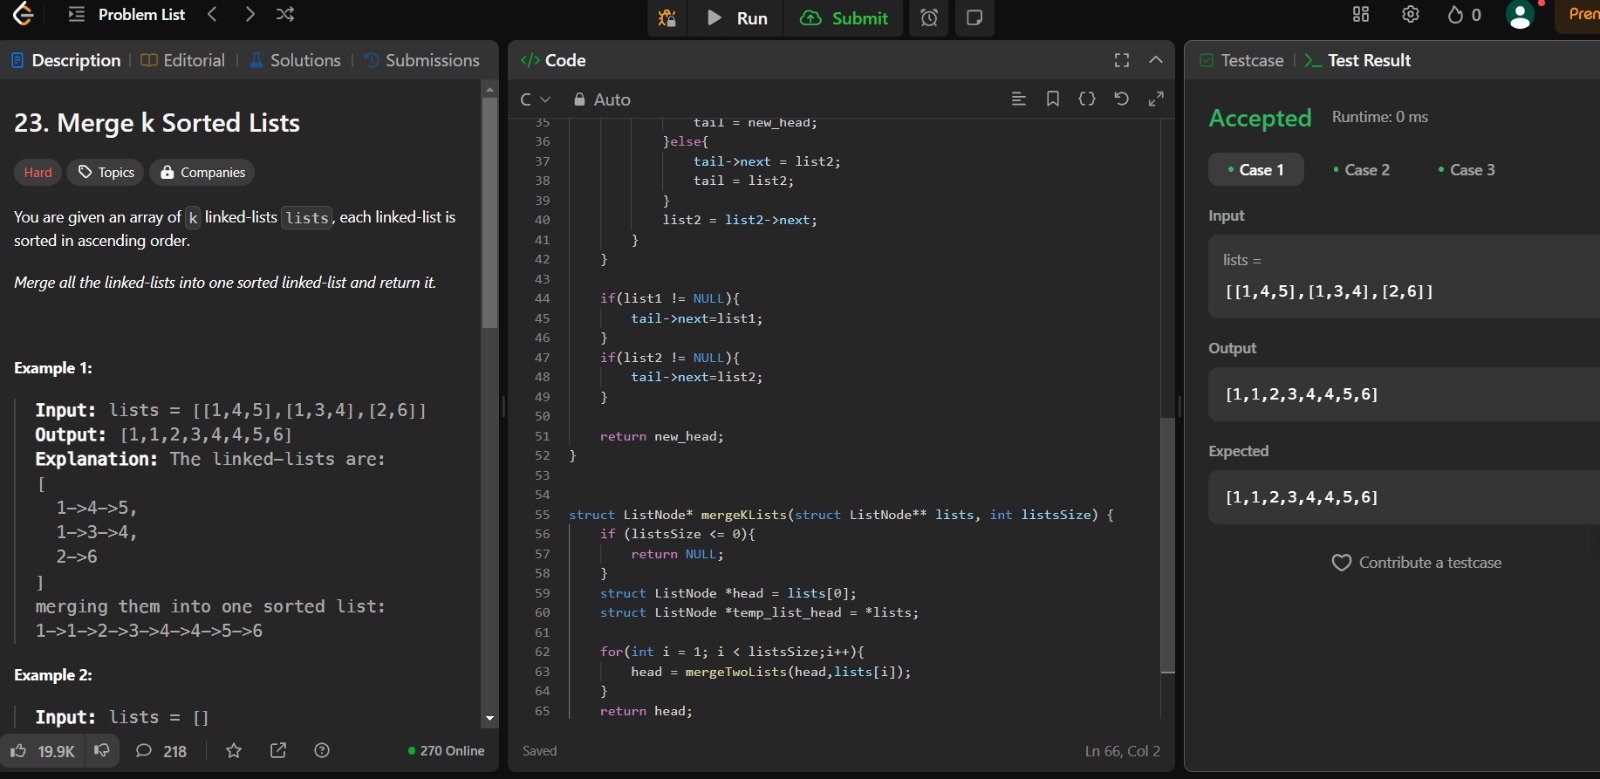 Problem List
Run
Submit
0
Pren
Description
Editorial
Solutions
Submissions
23. Merge k Sorted Lists
Hard
Topics
Companies
You are given an array of k linked-lists lists, each linked-list is
sorted in ascending order.
Merge all the linked-lists into one sorted linked-list and return it.
Example 1:
Input: lists = [[1,4,5],[1,3,4],[2,6]]
Output: [1,1,2,3,4,4,5,6]
Explanation: The linked-lists are:
[
1->4->5,
1->3->4,
2->6
]
merging them into one sorted list:
1->1->2->3->4->4->5->6
Example 2:
Input: lists = []
19.9K
218
270 Online
</> Code
C
Auto
35 tail = new_head;
36 }else{
37 tail->next = list2;
38 tail = list2;
39 }
40 list2 = list2->next;
41 }
42 }
43
44 if(list1 != NULL){
45 tail->next=list1;
46 }
47 if(list2 != NULL){
48 tail->next=list2;
49 }
50
51 return new_head;
52 }
53
54
55 struct ListNode* mergeKLists(struct ListNode** lists, int listsSize) {
56 if (listsSize <= 0){
57 return NULL;
58 }
59 struct ListNode *head = lists[0];
60 struct ListNode *temp_list_head = *lists;
61
62 for(int i = 1; i < listsSize;i++){
63 head = mergeTwoLists(head,lists[i]);
64 }
65 return head;
Saved
Ln 66, Col 2
Testcase
>_ Test Result
Accepted
Runtime: 0 ms
Case 1
Case 2
Case 3
Input
lists =
[[1,4,5],[1,3,4],[2,6]]
Output
[1,1,2,3,4,4,5,6]
Expected
[1,1,2,3,4,4,5,6]
Contribute a testcase